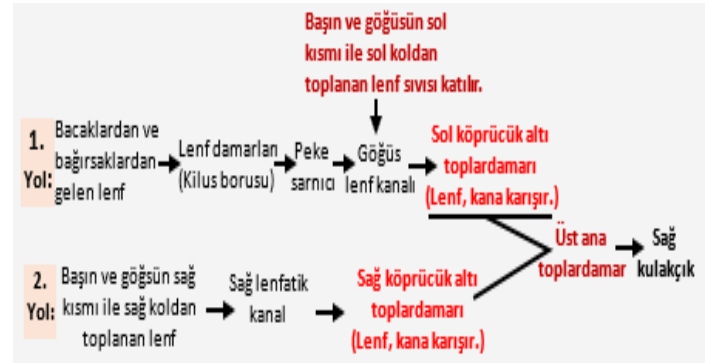 Başın ve göğüsün sol
kısmı ile sol koldan
toplanan lenf sıvısı katılır.
1.
Yol:
Bacaklardan ve
bağırsaklardan
gelen lenf
Lenf damarları
(Kilus borusu)
Peke
sarnıcı
Göğüs
lenf kanalı
Sol köprücük altı
toplardamarı
(Lenf, kana karışır.)
Üst ana
toplardamar
Sağ
kulakçık
2.
Yol:
Başın ve göğsün sağ
kısmı ile sağ koldan
toplanan lenf
Sağ lenfatik
kanal
Sağ köprücük altı
toplardamarı
(Lenf, kana karışır.)